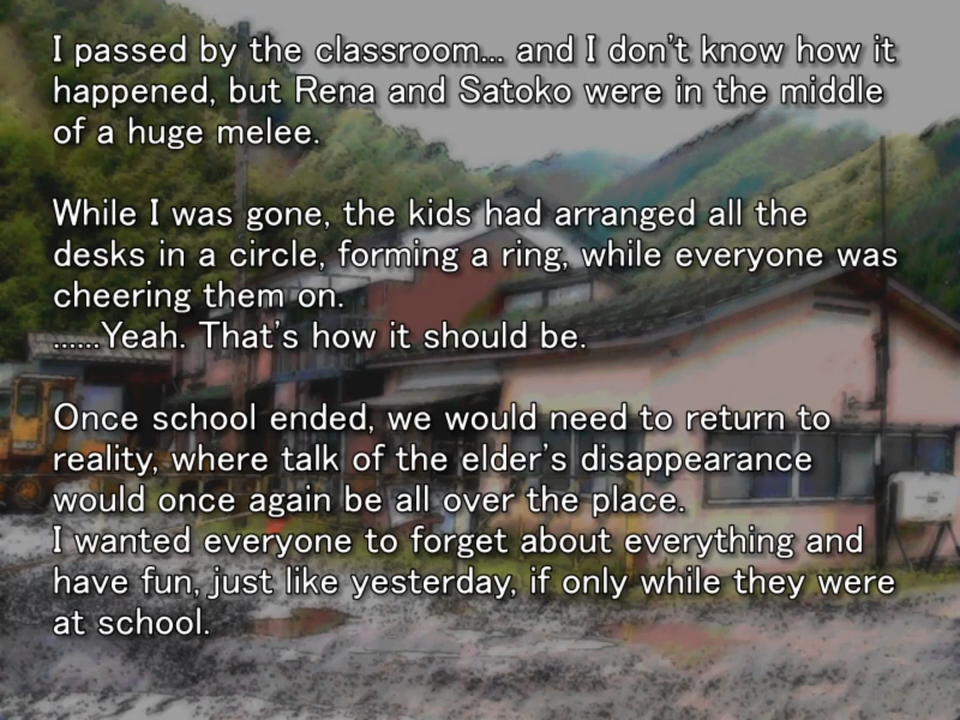 I passed by the classroom... and I don't know how it
happened, but Rena and Satoko were in the middle
of a huge melee.
While I was gone, the kids had arranged all the
desks in a circle, forming a ring, while everyone was
cheering them on.
......Yeah. That's how it should be.
Once school ended, we would need to return to
reality, where talk of the elder's disappearance
would once again be all over the place.
I wanted everyone to forget about everything and
have fun, just like yesterday, if only while they were
at school.